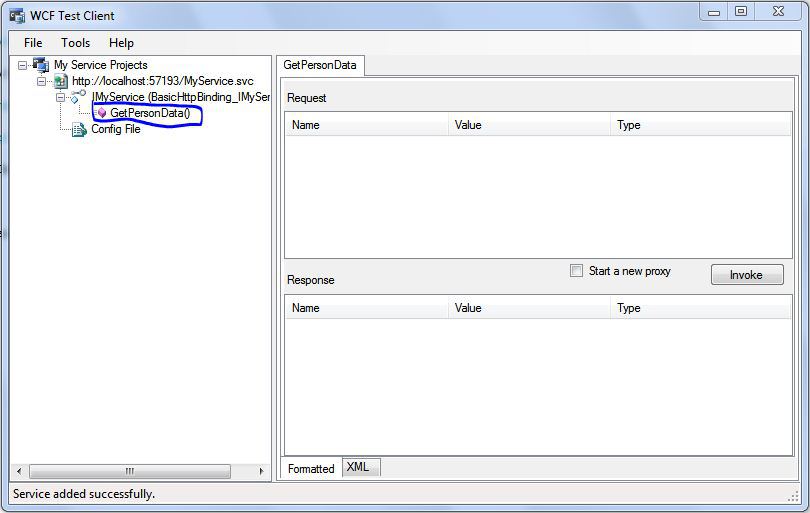 WCF Test Client
File Tools Help
My Service Projects
http://localhost:57193/MyService.svc
IMyService (BasicHttpBinding_IMySer
GetPersonData()
Config File
GetPersonData
Request
Name Value Type
Start a new proxy
Invoke
Response
Name Value Type
Formatted XML
Service added successfully.